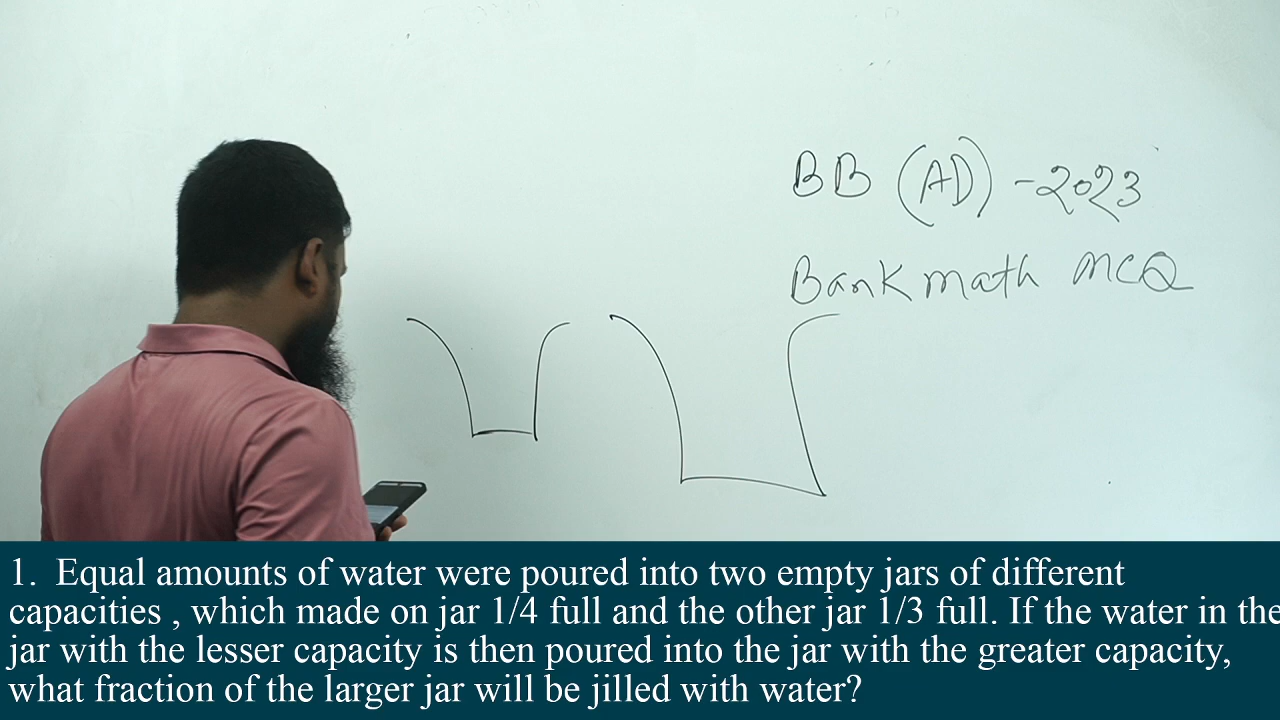 BB (AD) - 2023
Bank math MCQ
1. Equal amounts of water were poured into two empty jars of different
capacities , which made on jar 1/4 full and the other jar 1/3 full. If the water in the
jar with the lesser capacity is then poured into the jar with the greater capacity,
what fraction of the larger jar will be jilled with water?